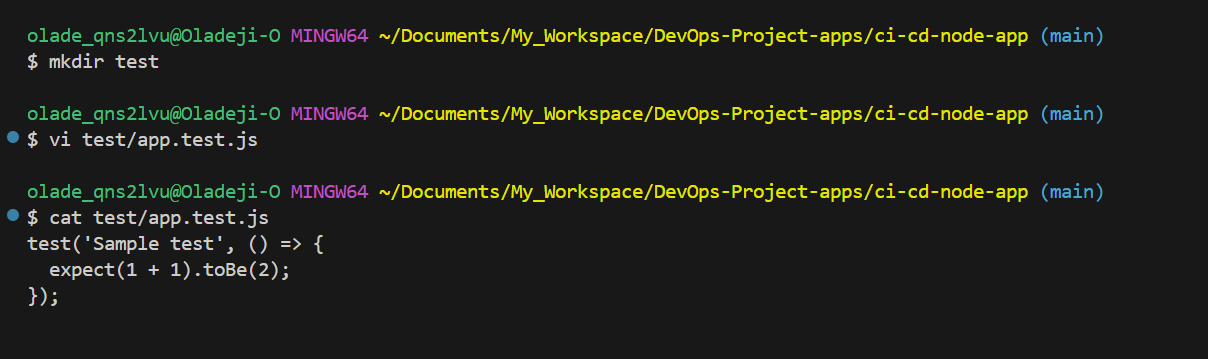 olade_qns2lvu@Oladeji-O MINGW64 ~/Documents/My_Workspace/DevOps-Project-apps/ci-cd-node-app (main)
$ mkdir test
olade_qns2lvu@Oladeji-O MINGW64 ~/Documents/My_Workspace/DevOps-Project-apps/ci-cd-node-app (main)
$ vi test/app.test.js
olade_qns2lvu@Oladeji-O MINGW64 ~/Documents/My_Workspace/DevOps-Project-apps/ci-cd-node-app (main)
$ cat test/app.test.js
test('Sample test', () => {
  expect(1 + 1).toBe(2);
});